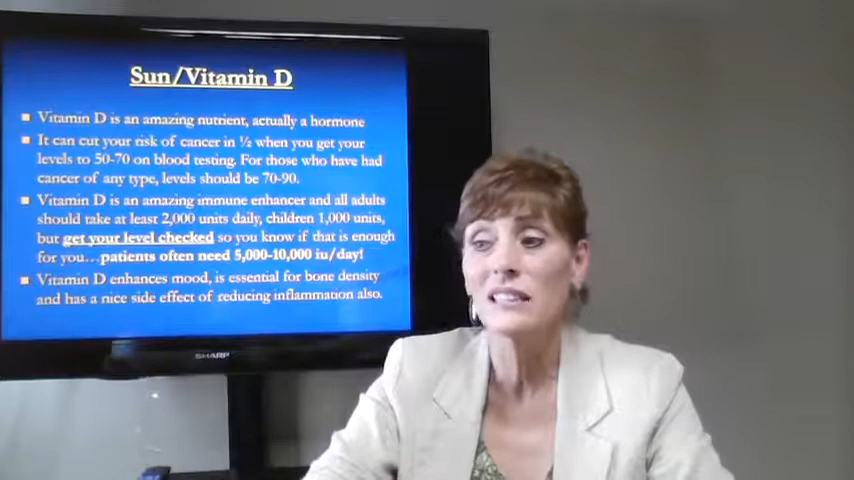 Sun/Vitamin D
Vitamin D is an amazing nutrient, actually a hormone
It can cut your risk of cancer in ½ when you get your
levels to 50-70 on blood testing. For those who have had
cancer of any type, levels should be 70-90.
Vitamin D is an amazing immune enhancer and all adults
should take at least 2,000 units daily, children 1,000 units,
but get your level checked so you know if that is enough
for you…patients often need 5,000-10,000 iu/day!
Vitamin D enhances mood, is essential for bone density
and has a nice side effect of reducing inflammation also.
SHARP